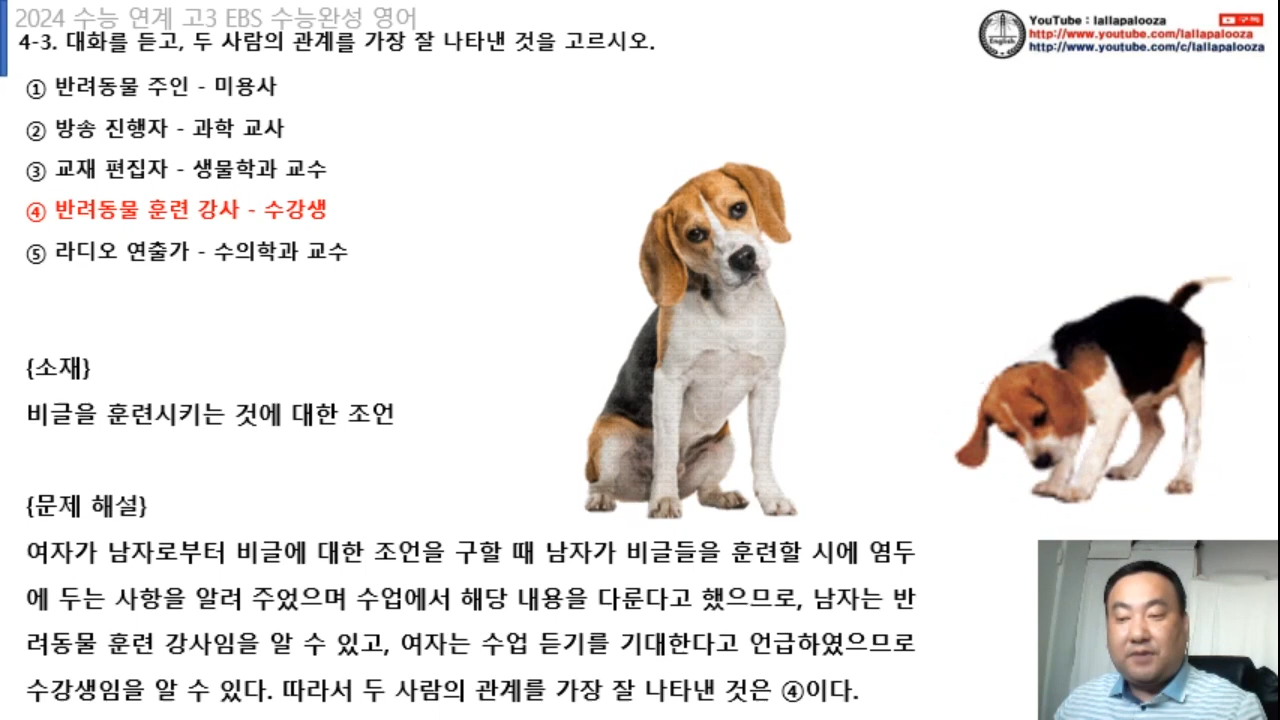 2024 수능 연계 고3 EBS 수능완성 영어
4-3. 대화를 듣고, 두 사람의 관계를 가장 잘 나타낸 것을 고르시오.
YouTube : lallapalooza
구독
http://www.youtube.com/lallapalooza
http://www.youtube.com/c/lallapalooza
English
① 반려동물 주인 - 미용사
② 방송 진행자 - 과학 교사
③ 교재 편집자 - 생물학과 교수
④ 반려동물 훈련 강사 - 수강생
⑤ 라디오 연출가 - 수의학과 교수
{소재}
비글을 훈련시키는 것에 대한 조언
{문제 해설}
여자가 남자로부터 비글에 대한 조언을 구할 때 남자가 비글들을 훈련할 시에 염두
에 두는 사항을 알려 주었으며 수업에서 해당 내용을 다룬다고 했으므로, 남자는 반
려동물 훈련 강사임을 알 수 있고, 여자는 수업 듣기를 기대한다고 언급하였으므로
수강생임을 알 수 있다. 따라서 두 사람의 관계를 가장 잘 나타낸 것은 ④이다.